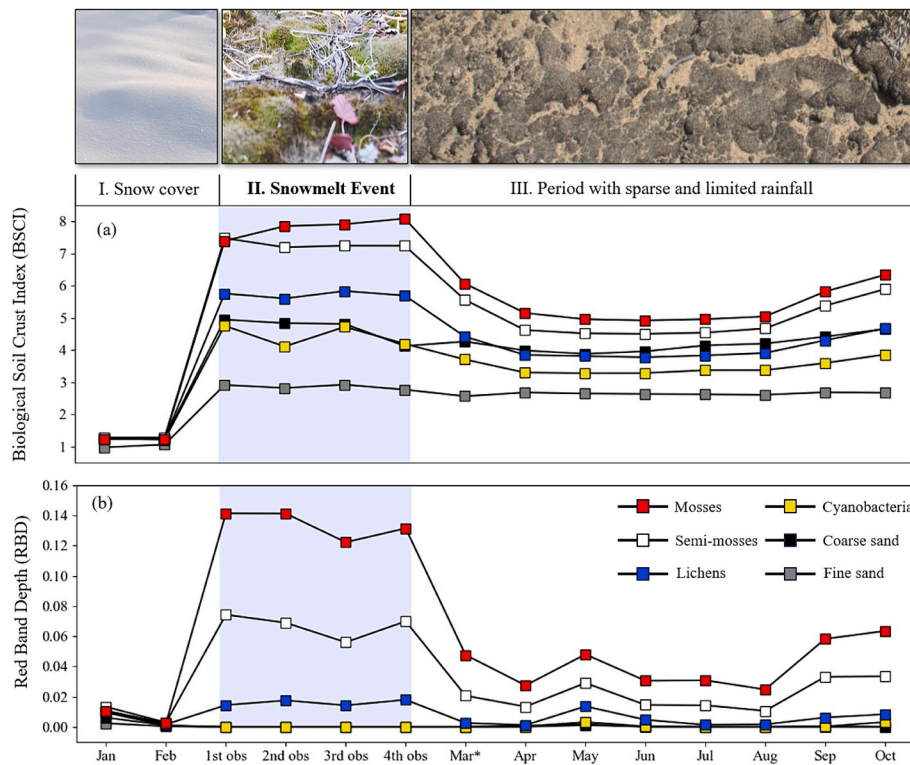 I. Snow cover
II. Snowmelt Event
III. Period with sparse and limited rainfall
Biological Soil Crust Index (BSCI)
(a)
8
7
6
5
4
3
2
1
Red Band Depth (RBD)
(b)
0.16
0.14
0.12
0.10
0.08
0.06
0.04
0.02
0.00
Mosses
Cyanobacteria
Semi-mosses
Coarse sand
Lichens
Fine sand
Jan Feb 1st obs 2nd obs 3rd obs 4th obs Mar* Apr May Jun Jul Aug Sep Oct